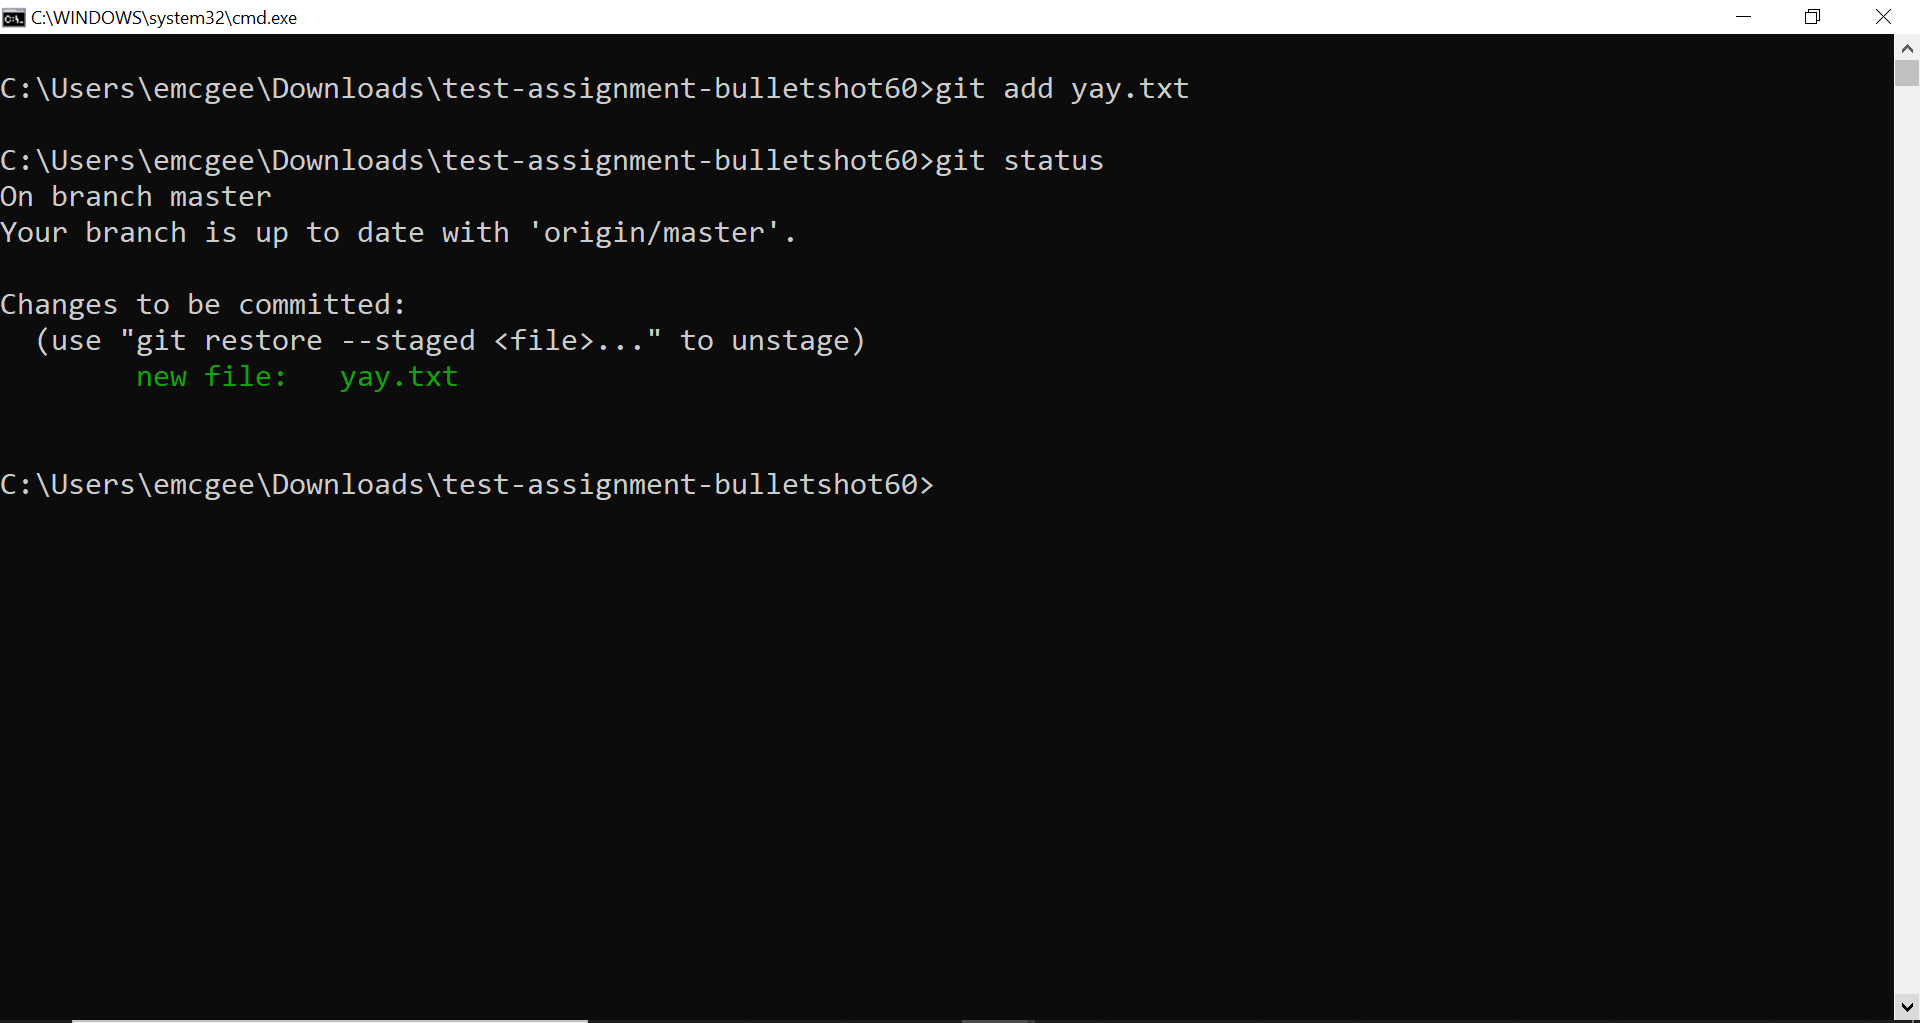 C:\WINDOWS\system32\cmd.exe
C:\Users\emcgee\Downloads\test-assignment-bulletshot60>git add yay.txt
C:\Users\emcgee\Downloads\test-assignment-bulletshot60>git status
On branch master
Your branch is up to date with 'origin/master'.
Changes to be committed:
  (use "git restore --staged <file>..." to unstage)
        new file:   yay.txt
C:\Users\emcgee\Downloads\test-assignment-bulletshot60>